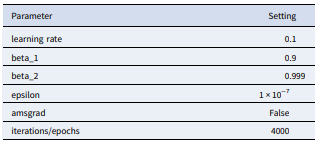 Parameter Setting
learning rate 0.1
beta_1 0.9
beta_2 0.999
epsilon 1 × 10⁻⁷
amsgrad False
iterations/epochs 4000